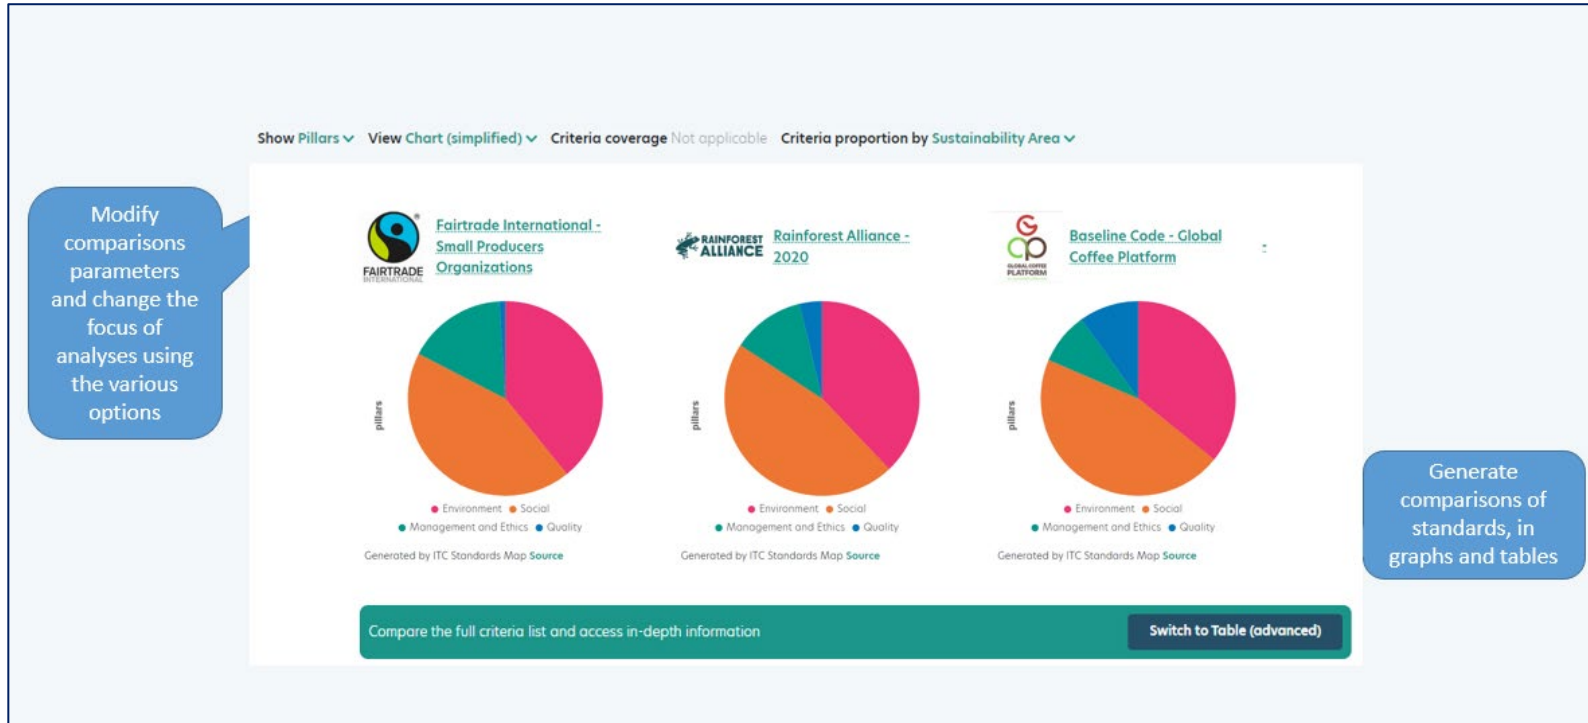 Show Pillars View Chart (simplified) Criteria coverage Not applicable Criteria proportion by Sustainability Area
Modify
comparisons
parameters
and change the
focus of
analyses using
the various
options
FAIRTRADE
INTERNATIONAL
Fairtrade International -
Small Producers
Organizations
RAINFOREST
ALLIANCE
Rainforest Alliance -
2020
GLOBAL COFFEE
PLATFORM
Baseline Code - Global
Coffee Platform
pillars
Environment Social
Management and Ethics Quality
Generated by ITC Standards Map Source
pillars
Environment Social
Management and Ethics Quality
Generated by ITC Standards Map Source
pillars
Environment Social
Management and Ethics Quality
Generated by ITC Standards Map Source
Generate
comparisons of
standards, in
graphs and tables
Compare the full criteria list and access in-depth information
Switch to Table (advanced)